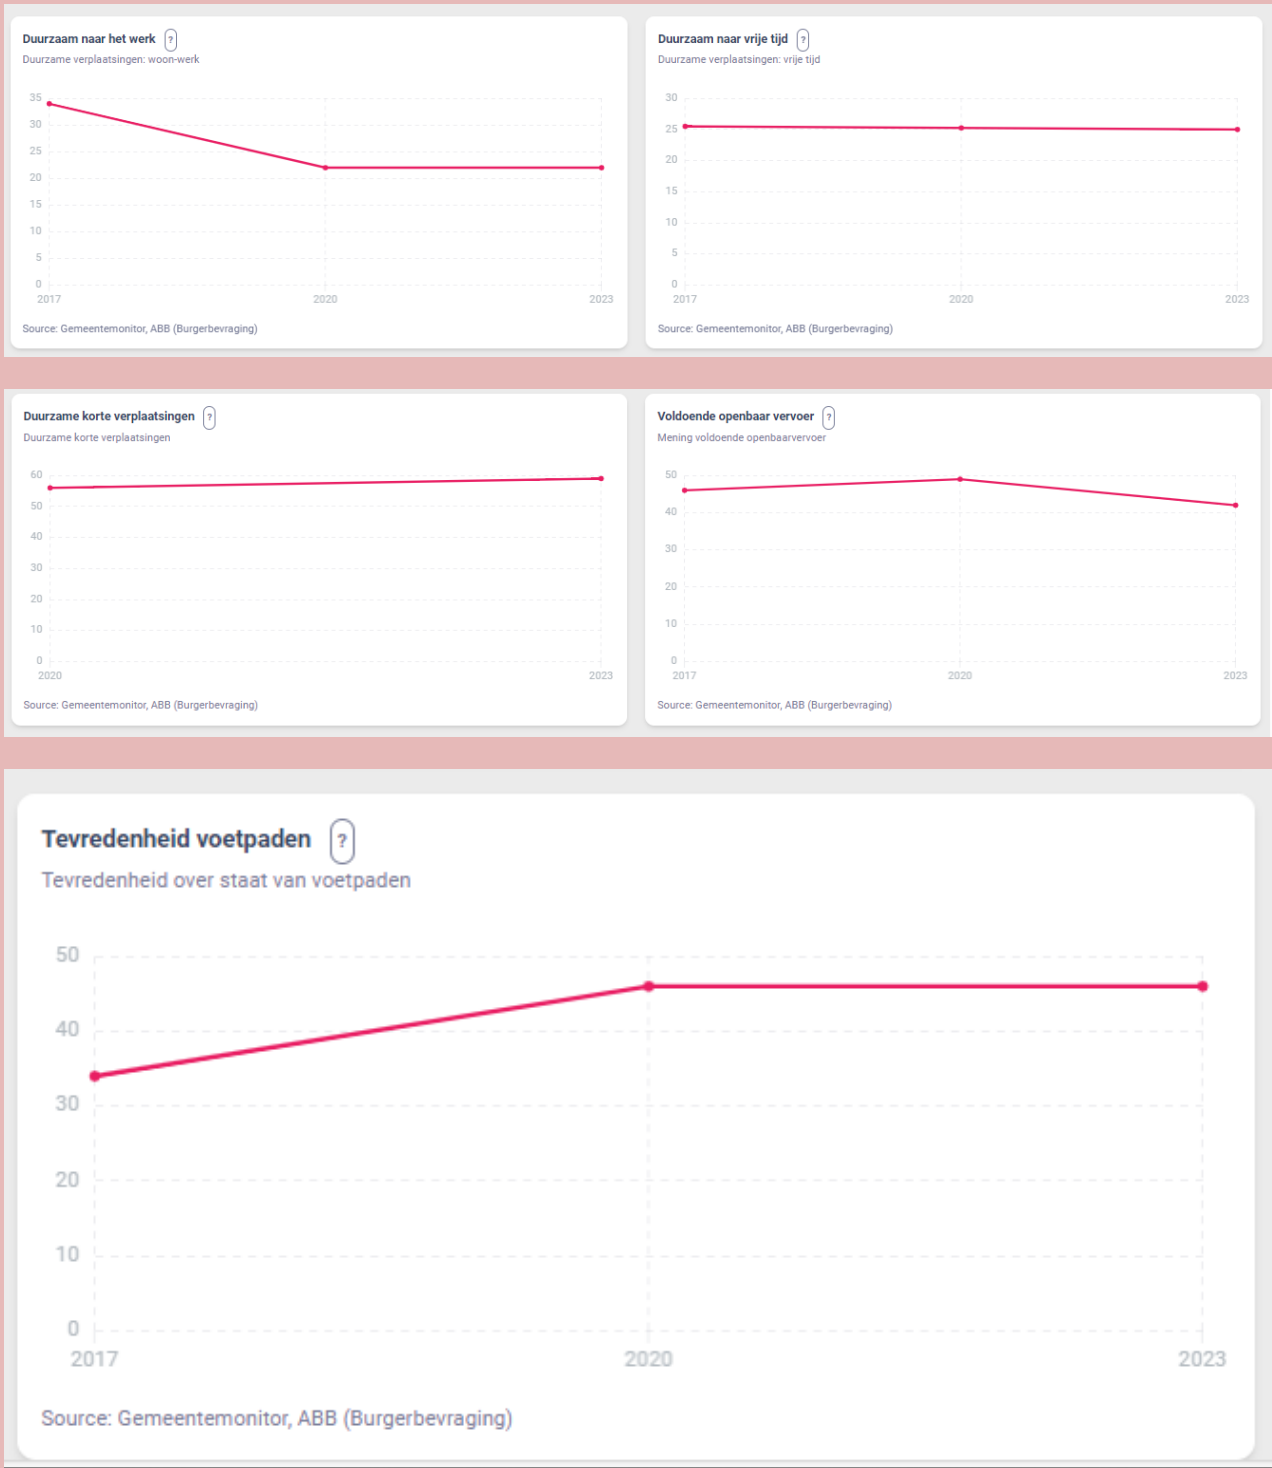 Duurzaam naar het werk ?
Duurzame verplaatsingen: woon-werk
35
30
25
20
15
10
5
0
2017 2020 2023
Source: Gemeentemonitor, ABB (Burgerbevraging)
Duurzaam naar vrije tijd ?
Duurzame verplaatsingen: vrije tijd
30
25
20
15
10
5
0
2017 2020 2023
Source: Gemeentemonitor, ABB (Burgerbevraging)
Duurzame korte verplaatsingen ?
Duurzame korte verplaatsingen
60
50
40
30
20
10
0
2020 2023
Source: Gemeentemonitor, ABB (Burgerbevraging)
Voldoende openbaar vervoer ?
Mening voldoende openbaarvervoer
50
40
30
20
10
0
2017 2020 2023
Source: Gemeentemonitor, ABB (Burgerbevraging)
Tevredenheid voetpaden ?
Tevredenheid over staat van voetpaden
50
40
30
20
10
0
2017 2020 2023
Source: Gemeentemonitor, ABB (Burgerbevraging)